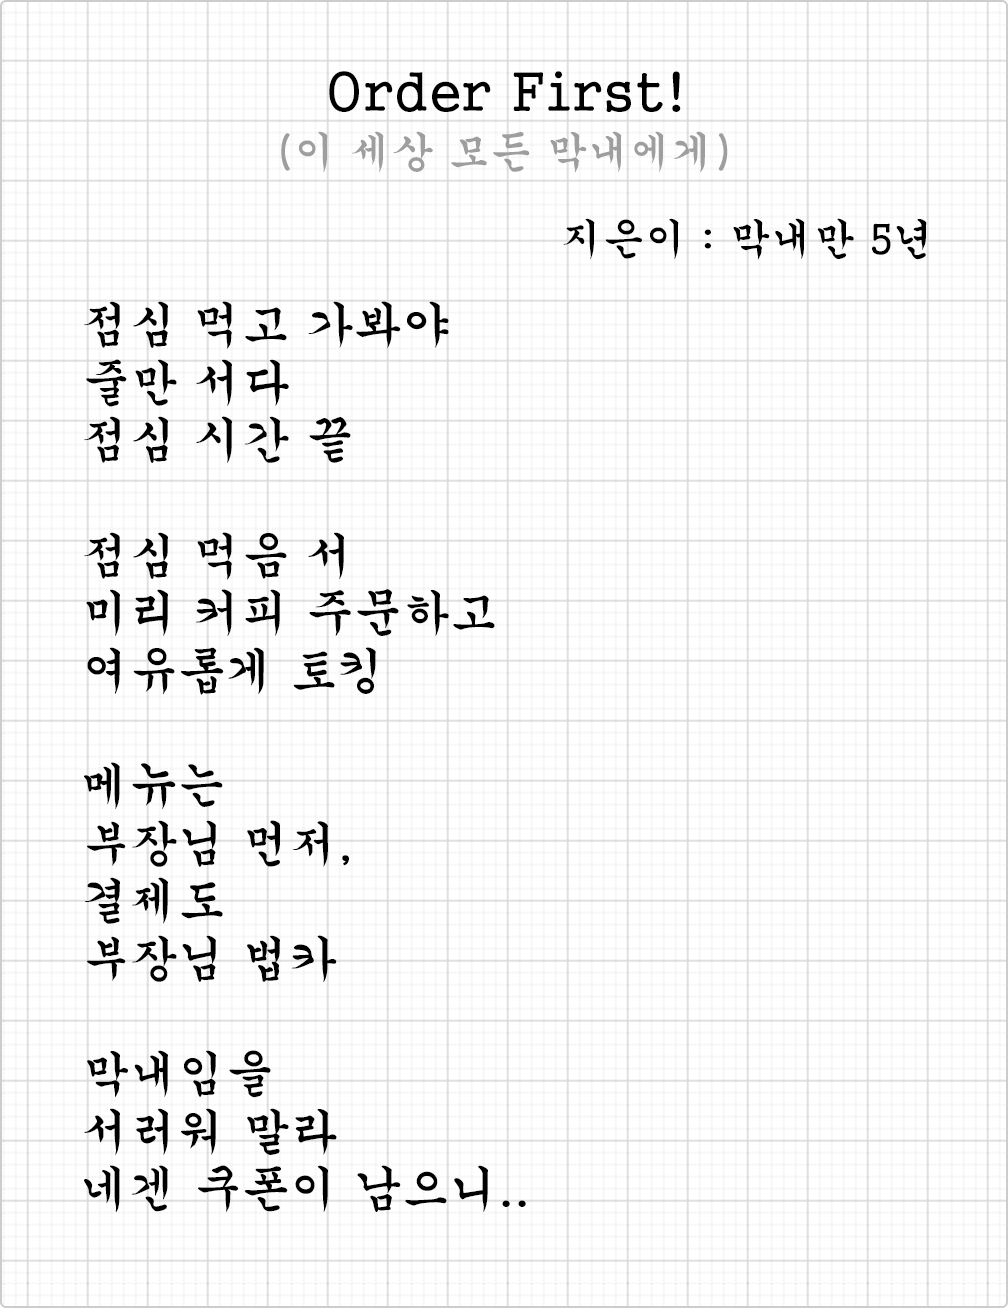 Order First!
(이 세상 모든 막내에게)
지은이 : 막내만 5년
점심 먹고 가봐야
줄만 서다
점심 시간 끝
점심 먹음 서
미리 커피 주문하고
여유롭게 토킹
메뉴는
부장님 먼저,
결제도
부장님 법카
막내임을
서러워 말라
네겐 쿠폰이 남으니..